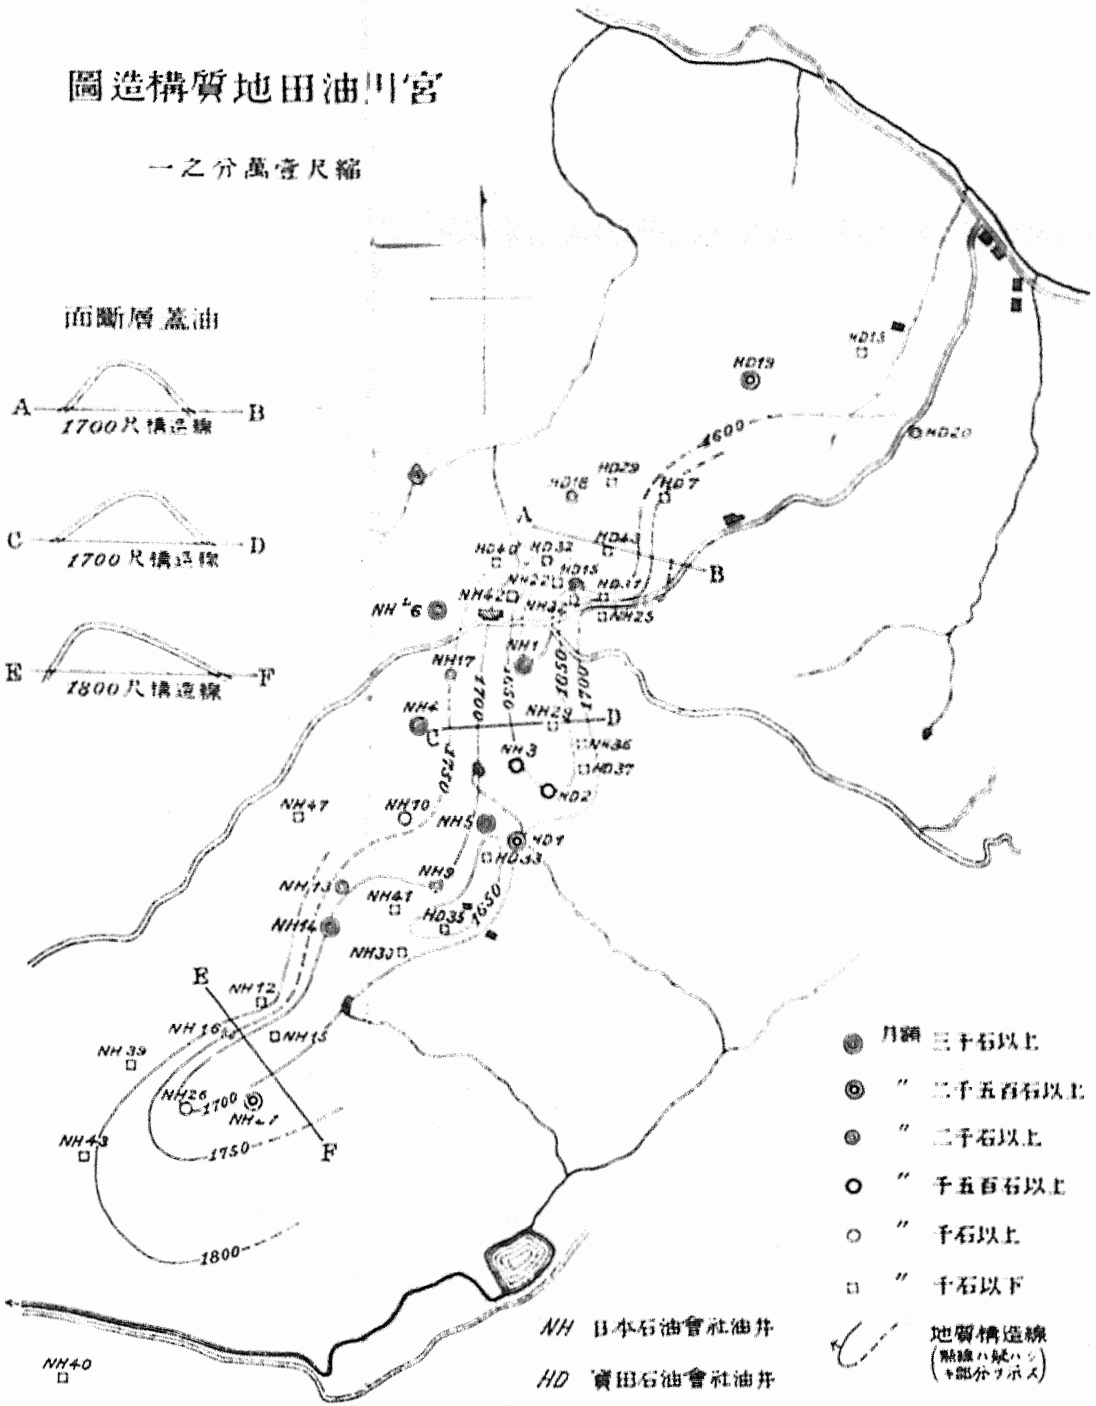 圖造構質地田油川宮
一之分萬壹尺縮
面斷層蓋油
A B
1700尺構造線
C D
1700尺構造線
E F
1800尺構造線
HD13
HD19
1600
HD20
HD29
HD18
HD7
A
HD43
HD40
HD32
B
HD15
NH22
HD31
NH42
NH34
NH25
NH 6
NH1
NH17
1650
1700
1700
1650
NH4
NH29
D
C
NH36
NH3
HD37
1750
HD2
NH47
NH10
NH5
HD1
HD33
NH13
NH9
NH41
1650
HD35
NH14
NH30
E
NH12
NH16
NH15
NH39
NH26
1700
NH43
1750
F
1800
NH40
月額 三千石以上
〃 二千五百石以上
〃 二千石以上
〃 千五百石以上
〃 千石以上
〃 千石以下
地質構造線
NH 日本石油會社油井
HD 寶田石油會社油井